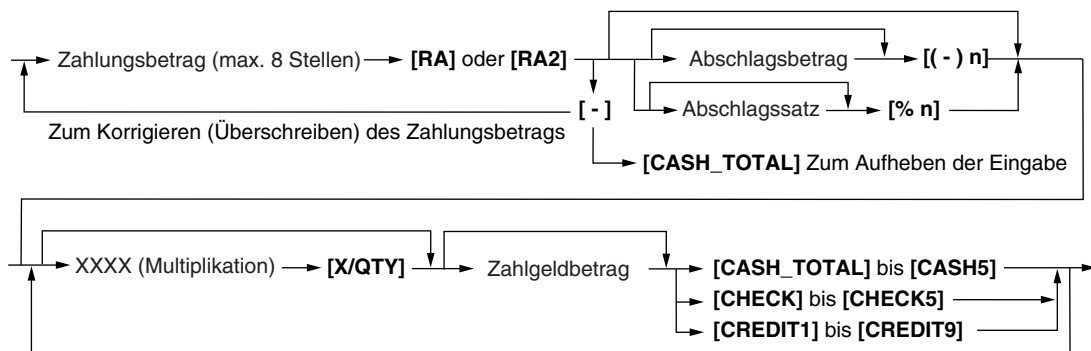 Zahlungsbetrag (max. 8 Stellen) [RA] oder [RA2] Abschlagsbetrag [( - ) n]
[ - ] Abschlagssatz [% n]
Zum Korrigieren (Überschreiben) des Zahlungsbetrags
[CASH_TOTAL] Zum Aufheben der Eingabe
XXXX (Multiplikation) [X/QTY] Zahlgeldbetrag [CASH_TOTAL] bis [CASH5]
[CHECK] bis [CHECK5]
[CREDIT1] bis [CREDIT9]